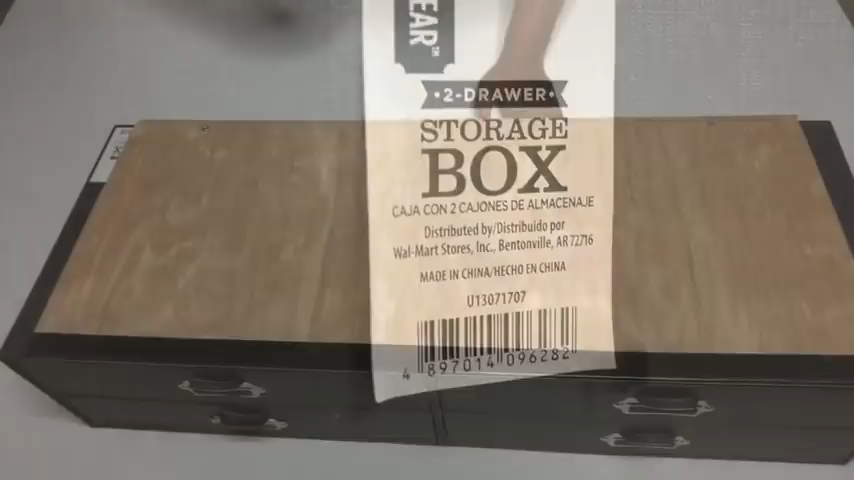 EAR™
•2-DRAWER•
STORAGE
BOX
CAJA CON 2 CAJONES DE ALMACENAJE
Distributed by/Distribuido por
Wal-Mart Stores, Inc., Bentonville, AR 72716
MADE IN CHINA/HECHO EN CHINA
U13071707
4 897014 096282